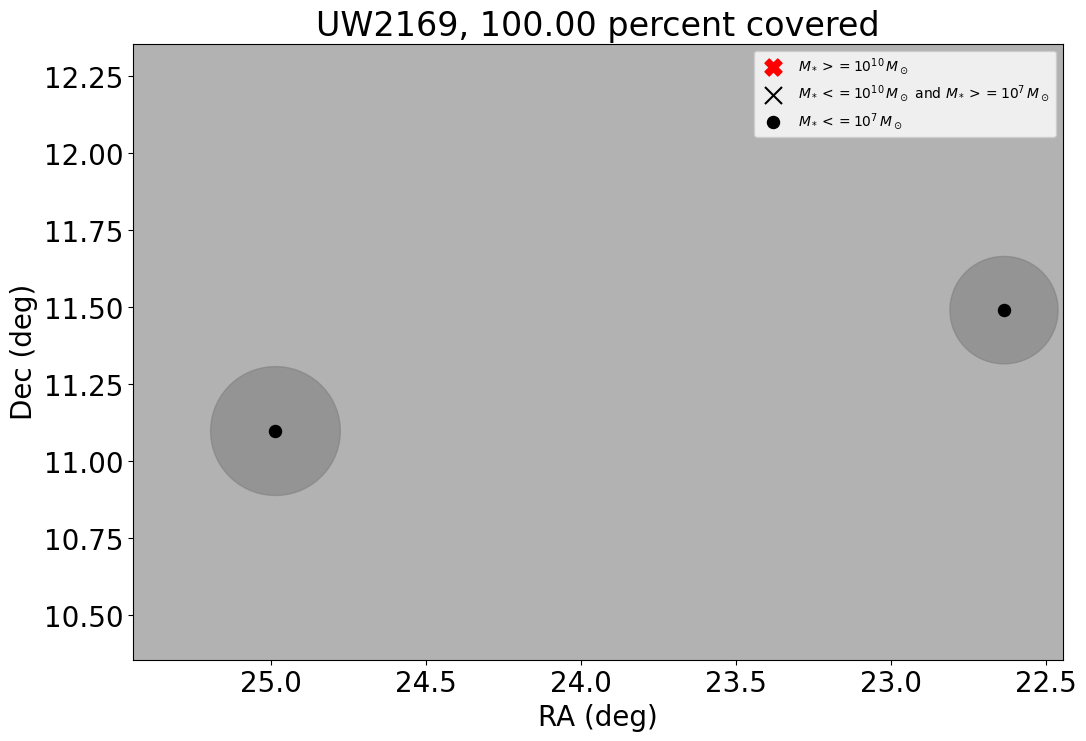 UW2169, 100.00 percent covered
M* >= 10^10 M⊙
M* <= 10^10 M⊙ and M* >= 10^7 M⊙
M* <= 10^7 M⊙
12.25
12.00
11.75
11.50
11.25
11.00
10.75
10.50
Dec (deg)
25.0 24.5 24.0 23.5 23.0 22.5
RA (deg)